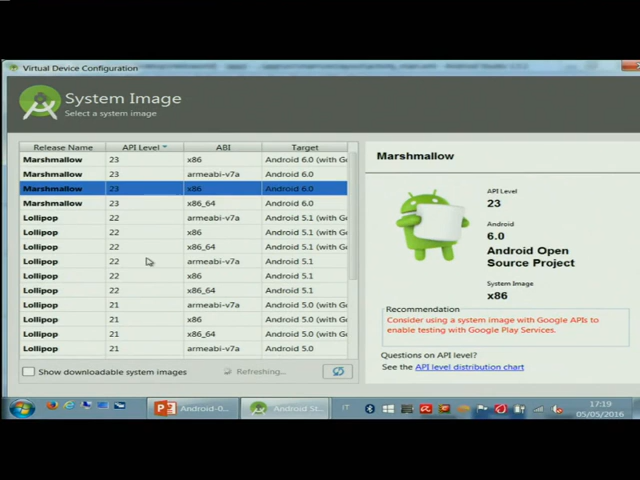 Virtual Device Configuration
System Image
Select a system image
Release Name API Level ABI Target
Marshmallow 23 x86 Android 6.0 (with Go
Marshmallow 23 armeabi-v7a Android 6.0
Marshmallow 23 x86 Android 6.0
Marshmallow 23 x86_64 Android 6.0
Lollipop 22 armeabi-v7a Android 5.1 (with Go
Lollipop 22 x86 Android 5.1 (with Go
Lollipop 22 x86_64 Android 5.1 (with Go
Lollipop 22 armeabi-v7a Android 5.1
Lollipop 22 x86 Android 5.1
Lollipop 22 x86_64 Android 5.1
Lollipop 21 armeabi-v7a Android 5.0 (with Go
Lollipop 21 x86 Android 5.0 (with Go
Lollipop 21 x86_64 Android 5.0 (with Go
Lollipop 21 armeabi-v7a Android 5.0
Show downloadable system images
Refreshing...
Marshmallow
API Level
23
Android
6.0
Android Open
Source Project
System Image
x86
Recommendation
Consider using a system image with Google APIs to
enable testing with Google Play Services.
Questions on API level?
See the API level distribution chart
Android-0...
Android St...
IT
17:19
05/05/2016